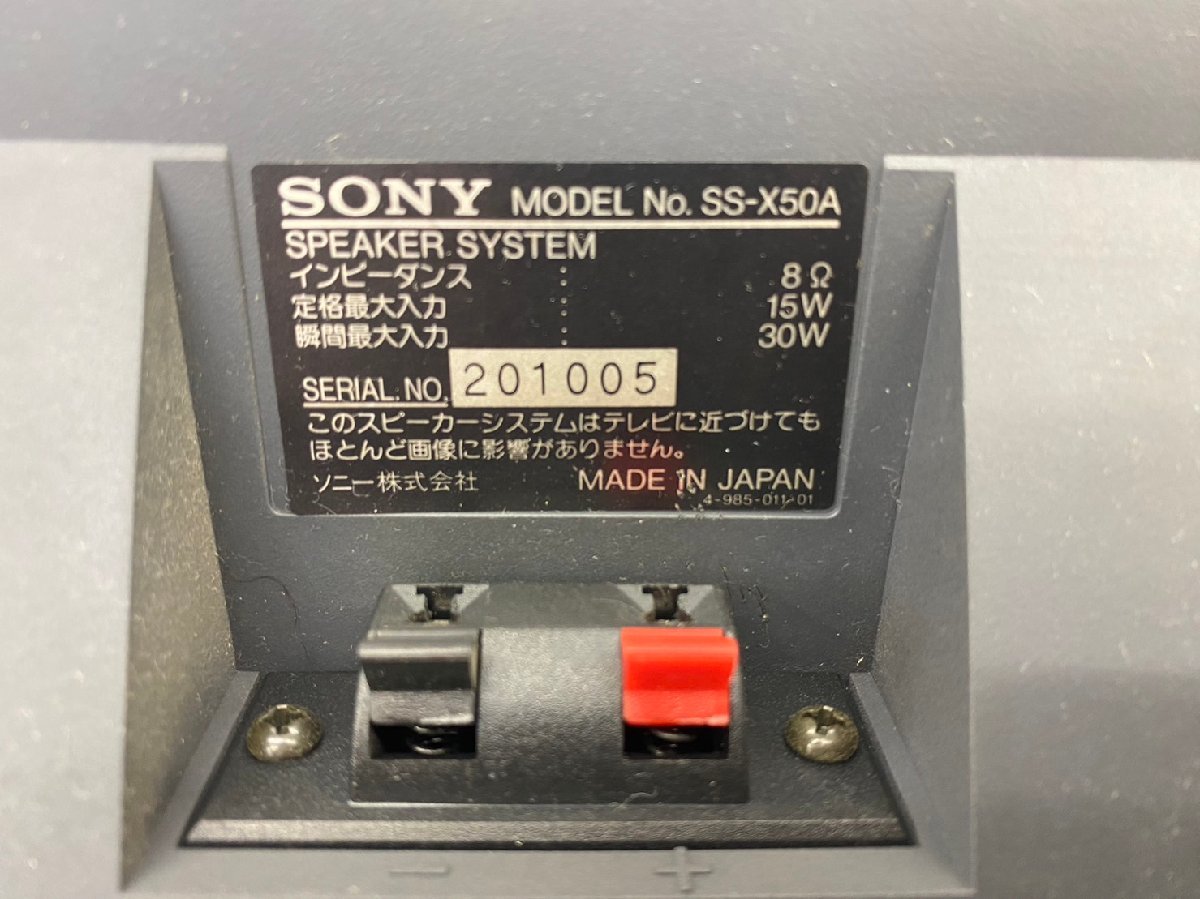 SONY MODEL No. SS-X50A
SPEAKER SYSTEM
インピーダンス : 8Ω
定格最大入力 : 15W
瞬間最大入力 : 30W
SERIAL NO. 201005
このスピーカーシステムはテレビに近づけても
ほとんど画像に影響がありません。
ソニー株式会社 MADE IN JAPAN
4-985-011-01
− +